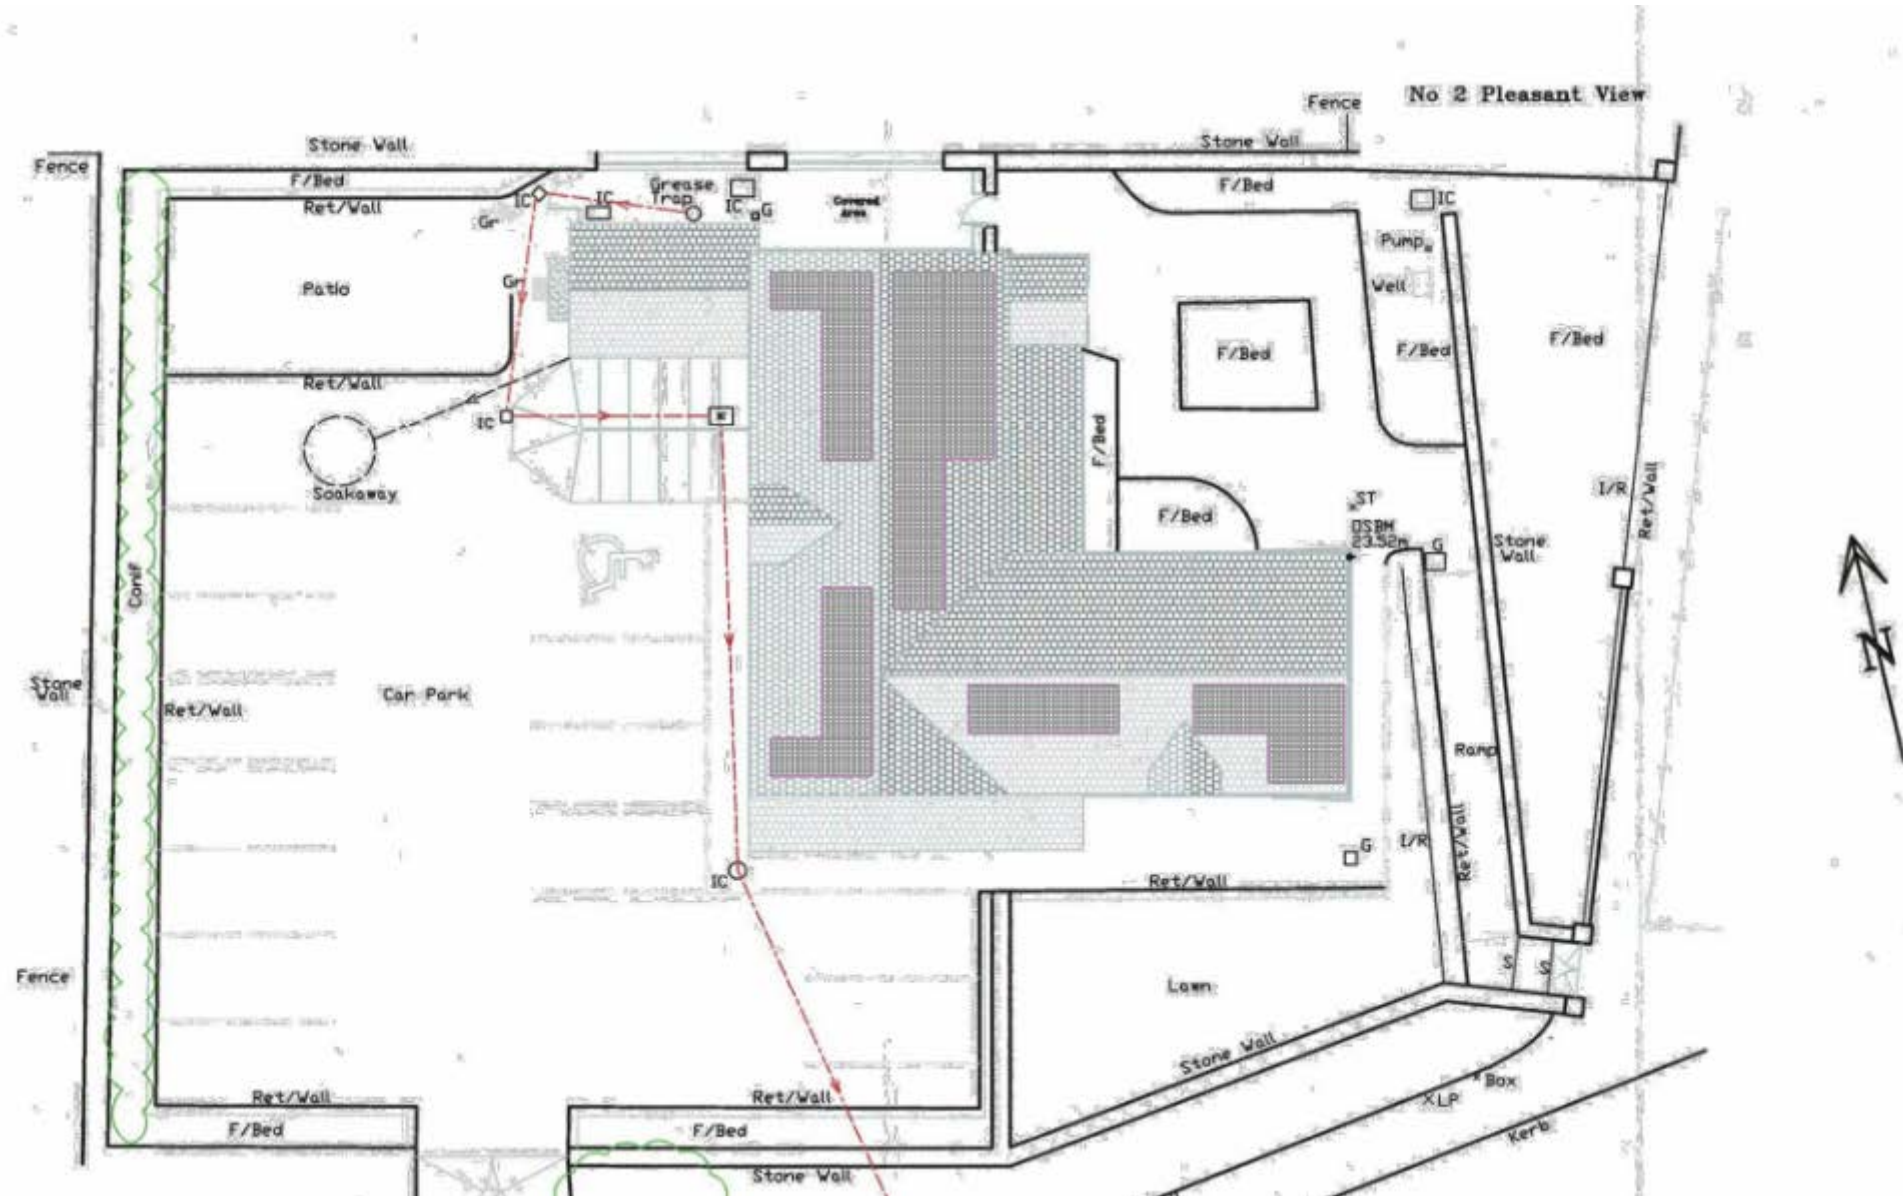 No 2 Pleasant View
Fence
Stone Wall
Stone Wall
Fence
F/Bed
Ret/Wall
IC
IC
Grease
Trap
IC
G
Covered
Area
F/Bed
IC
Gr
Pump
Patio
Gr
Well
F/Bed
F/Bed
F/Bed
Ret/Wall
IC
F/Bed
Soakaway
I/R
Ret/Wall
ST
F/Bed
OSBM
23.52m
G
Stone
Wall
Conif
N
Stone
Wall
Ret/Wall
Car Park
Ramp
G
I/R
Ret/Wall
IC
Ret/Wall
Fence
Lawn
S
S
Stone Wall
Box
LP
Ret/Wall
Ret/Wall
F/Bed
F/Bed
Kerb
Stone Wall